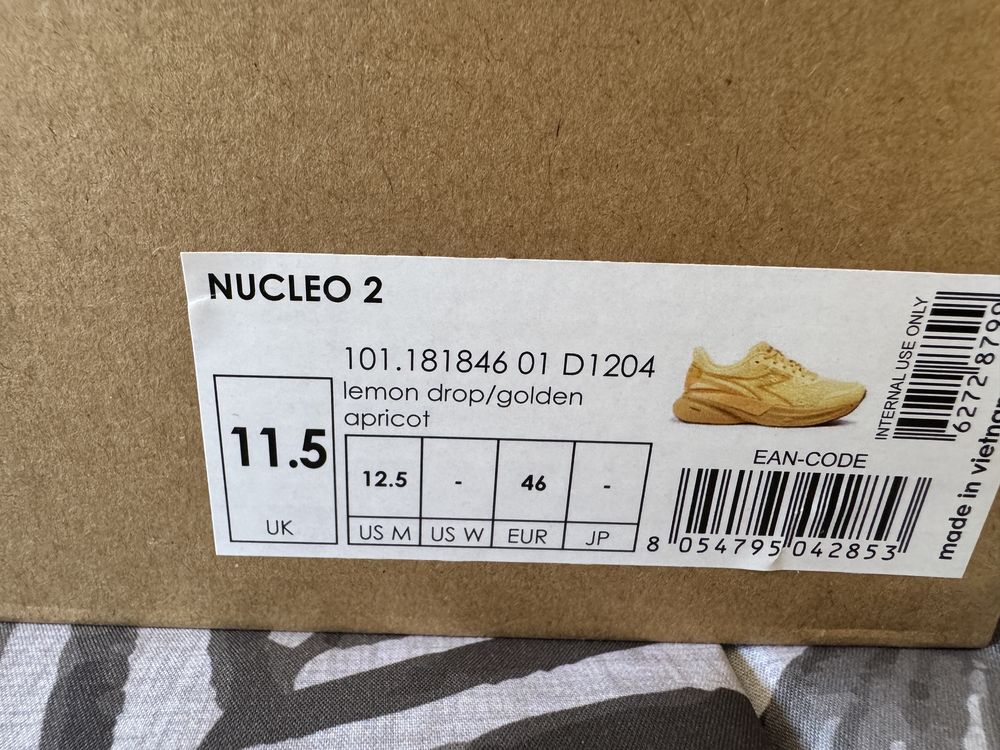 NUCLEO 2
101.181846 01 D1204
lemon drop/golden
apricot
11.5
UK
12.5 - 46 -
US M US W EUR JP
EAN-CODE
8 054795 042853
INTERNAL USE ONLY
made in vietnam